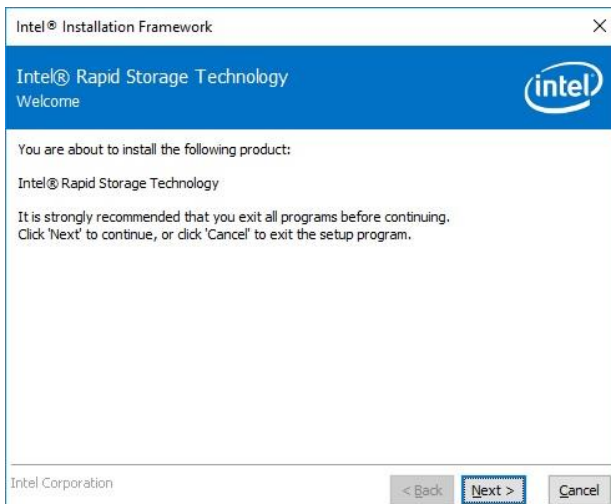 Intel® Installation Framework
Intel® Rapid Storage Technology
Welcome
intel
You are about to install the following product:
Intel® Rapid Storage Technology
It is strongly recommended that you exit all programs before continuing.
Click 'Next' to continue, or click 'Cancel' to exit the setup program.
Intel Corporation
< Back Next > Cancel